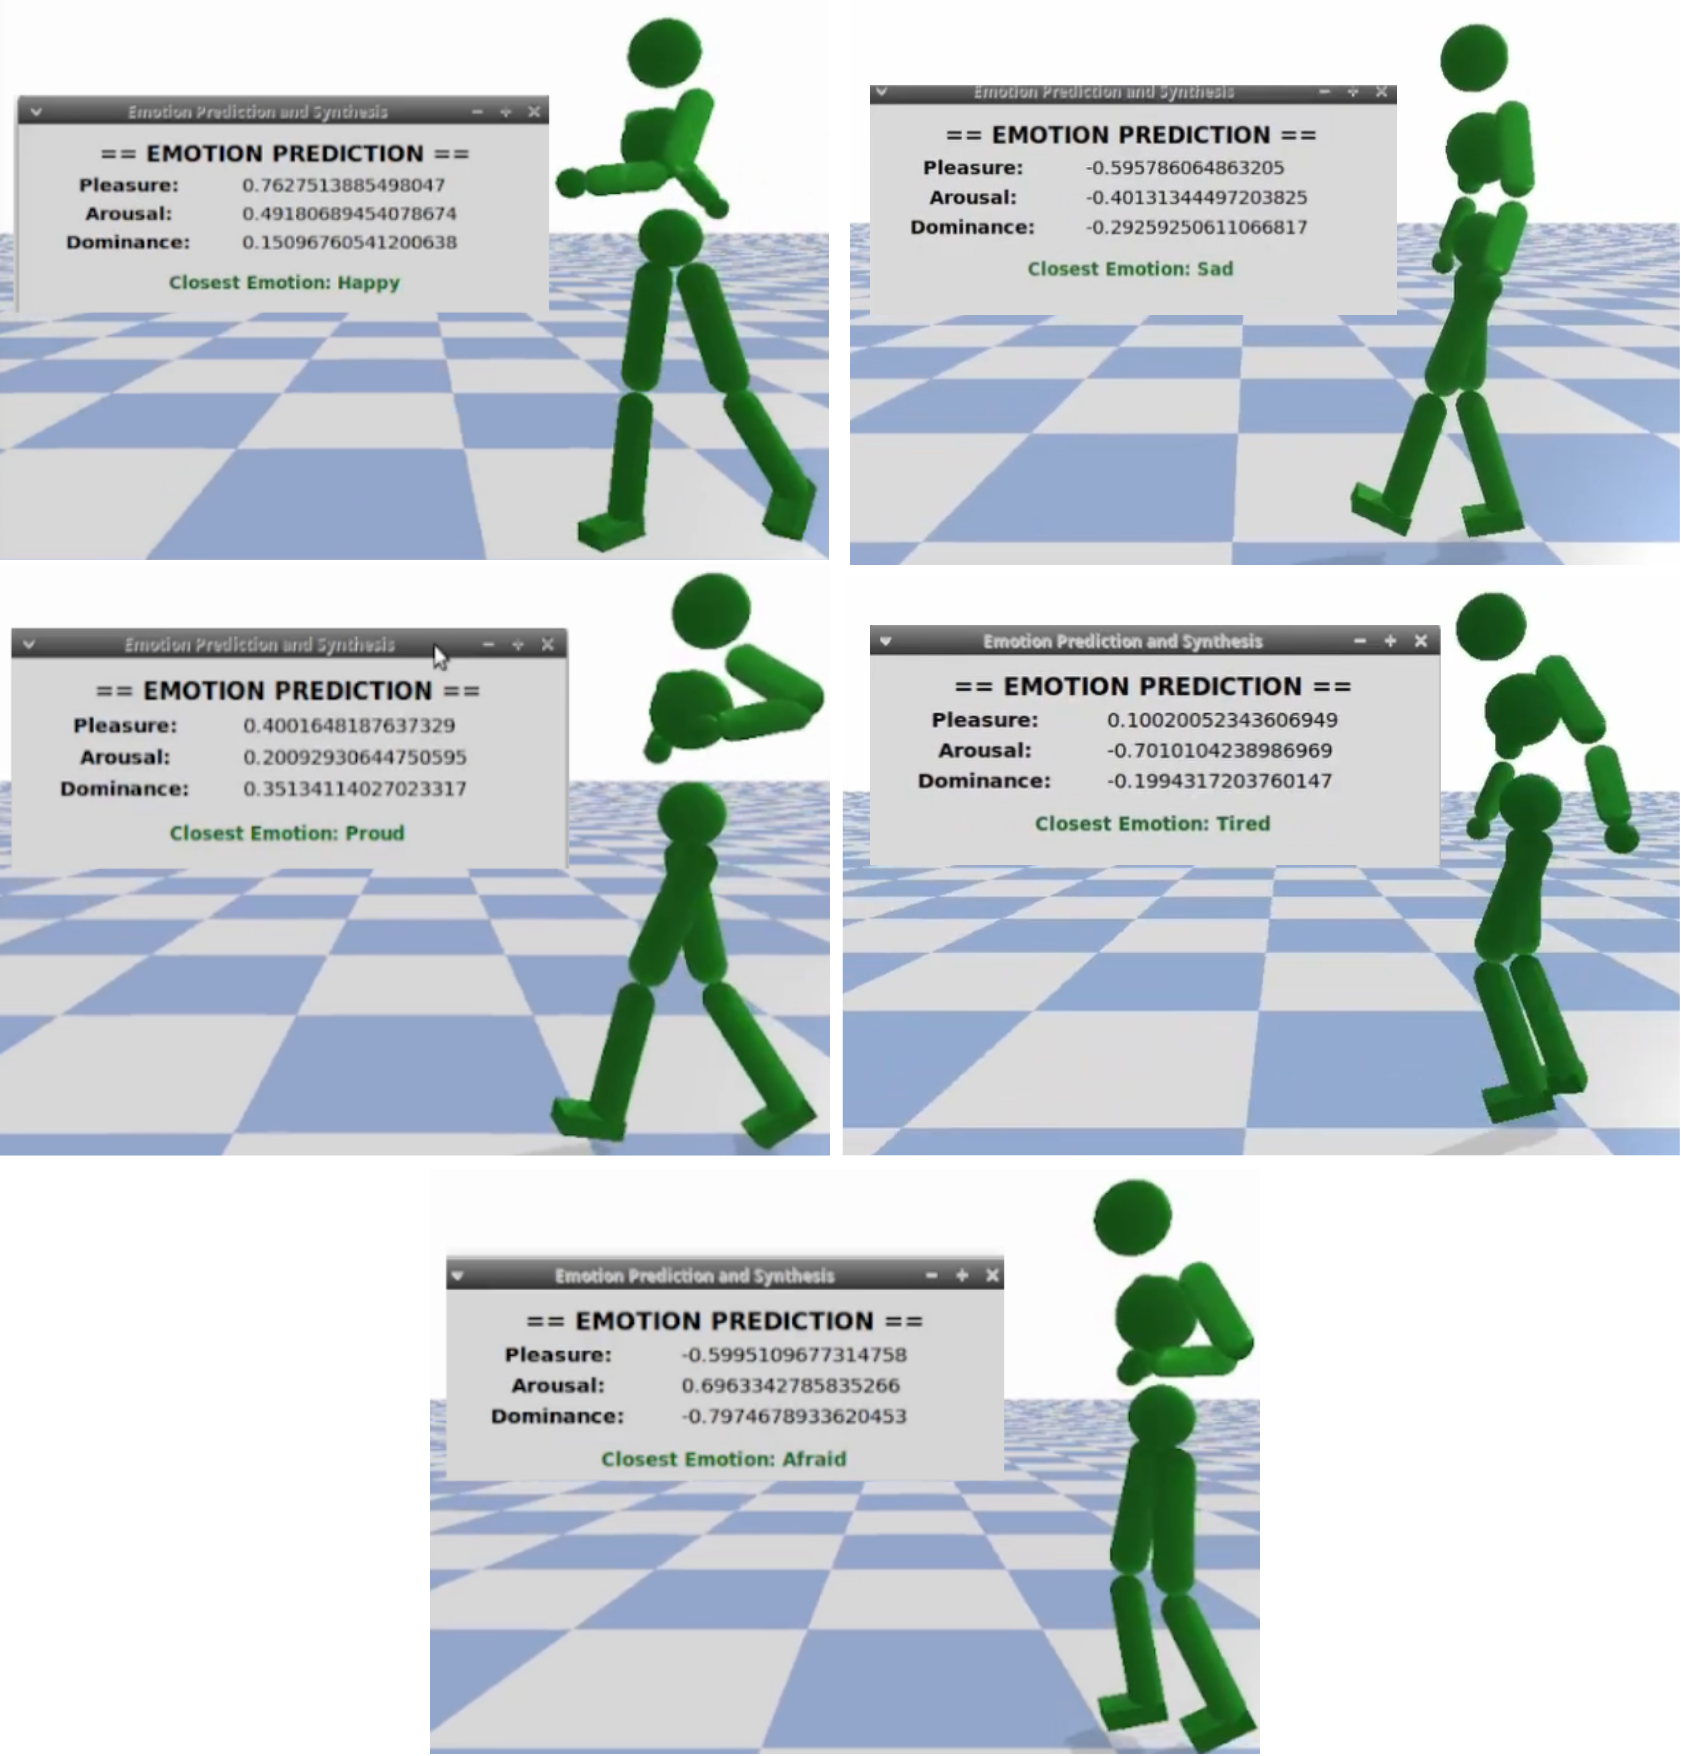 Emotion Prediction and Synthesis
== EMOTION PREDICTION ==
Pleasure: 0.7627513885498047
Arousal: 0.49180689454078674
Dominance: 0.15096760541200638
Closest Emotion: Happy
Emotion Prediction and Synthesis
== EMOTION PREDICTION ==
Pleasure: -0.595786064863205
Arousal: -0.40131344497203825
Dominance: -0.29259250611066817
Closest Emotion: Sad
Emotion Prediction and Synthesis
== EMOTION PREDICTION ==
Pleasure: 0.4001648187637329
Arousal: 0.20092930644750595
Dominance: 0.35134114027023317
Closest Emotion: Proud
Emotion Prediction and Synthesis
== EMOTION PREDICTION ==
Pleasure: 0.10020052343606949
Arousal: -0.7010104238986969
Dominance: -0.1994317203760147
Closest Emotion: Tired
Emotion Prediction and Synthesis
== EMOTION PREDICTION ==
Pleasure: -0.5995109677314758
Arousal: 0.69633427858352​66
Dominance: -0.7974678933620453
Closest Emotion: Afraid